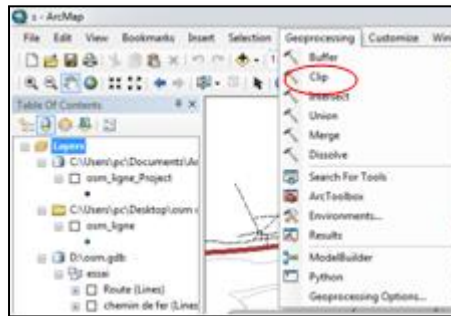 s - ArcMap
File Edit View Bookmarks Insert Selection Geoprocessing Customize Win
Table Of Contents
Layers
C:\Users\pc\Documents\Ar
osm_ligne_Project
C:\Users\pc\Desktop\osm
osm_ligne
D:\osm.gdb
essai
Route (Lines)
chemin de fer (Lines
Buffer
Clip
Intersect
Union
Merge
Dissolve
Search For Tools
ArcToolbox
Environments...
Results
ModelBuilder
Python
Geoprocessing Options...